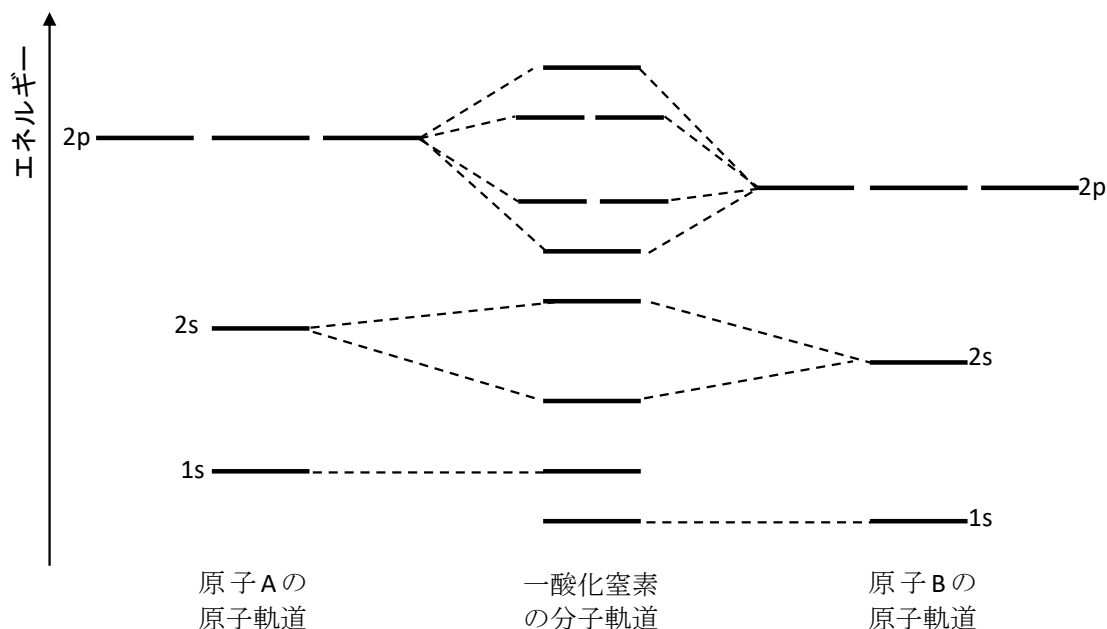 エネルギー
2p
2p
2s
2s
1s
1s
原子Aの
原子軌道
一酸化窒素
の分子軌道
原子Bの
原子軌道